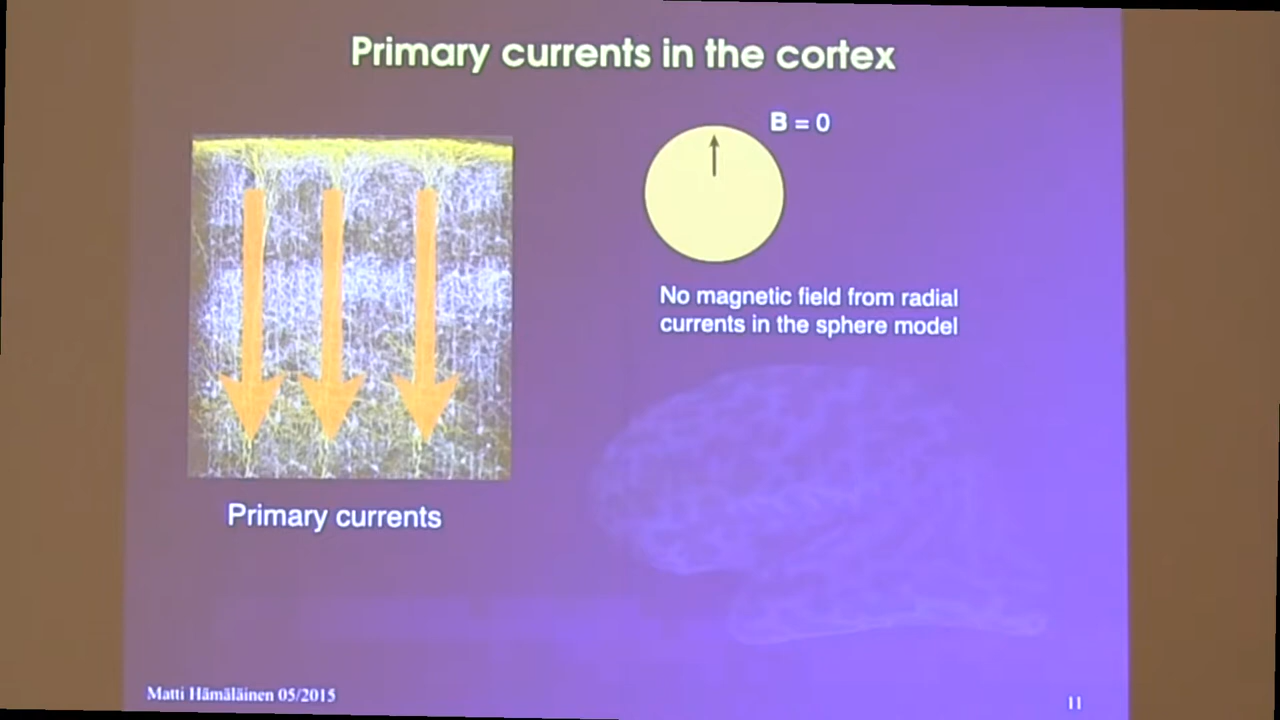 Primary currents in the cortex
B = 0
No magnetic field from radial
currents in the sphere model
Primary currents
Matti Hämäläinen 05/2015
11